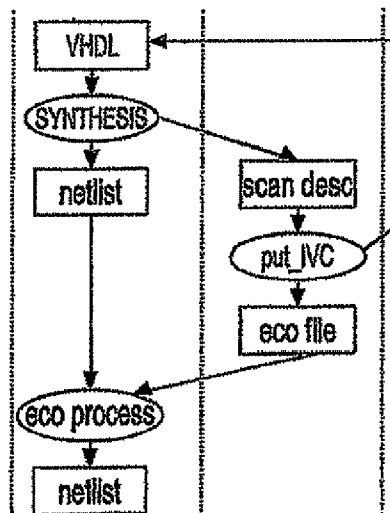 VHDL
SYNTHESIS
netlist
scan desc
put_IVC
eco file
eco process
netlist